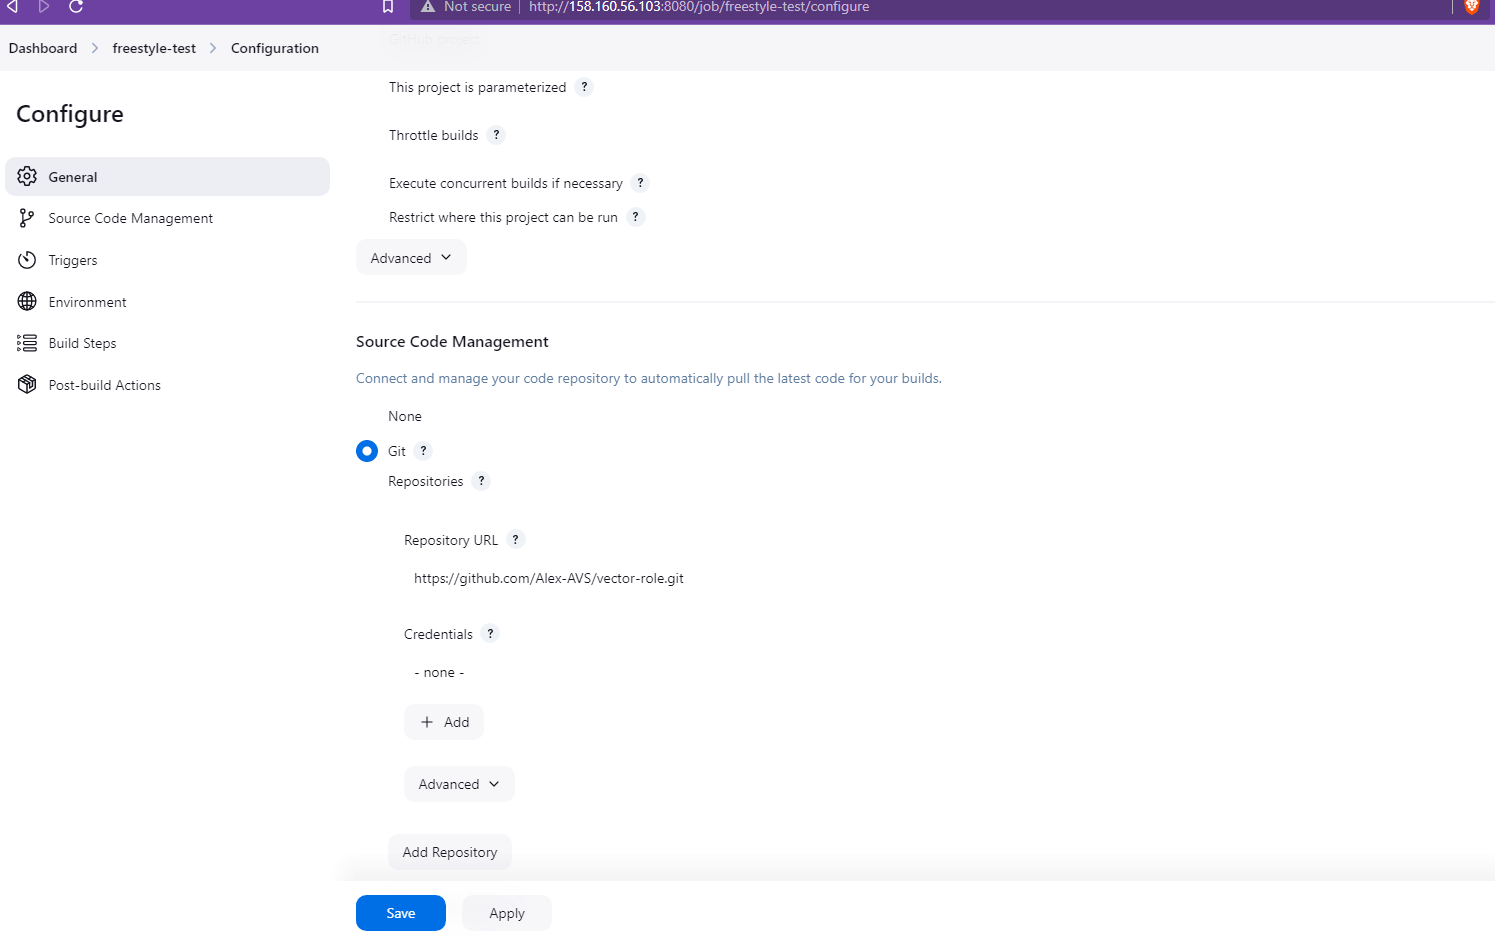 Not secure http://158.160.56.103:8080/job/freestyle-test/configure
Dashboard freestyle-test Configuration
GitHub project
Configure
General
Source Code Management
Triggers
Environment
Build Steps
Post-build Actions
This project is parameterized ?
Throttle builds ?
Execute concurrent builds if necessary ?
Restrict where this project can be run ?
Advanced
Source Code Management
Connect and manage your code repository to automatically pull the latest code for your builds.
None
Git ?
Repositories ?
Repository URL ?
https://github.com/Alex-AVS/vector-role.git
Credentials ?
- none -
+ Add
Advanced
Add Repository
Save Apply